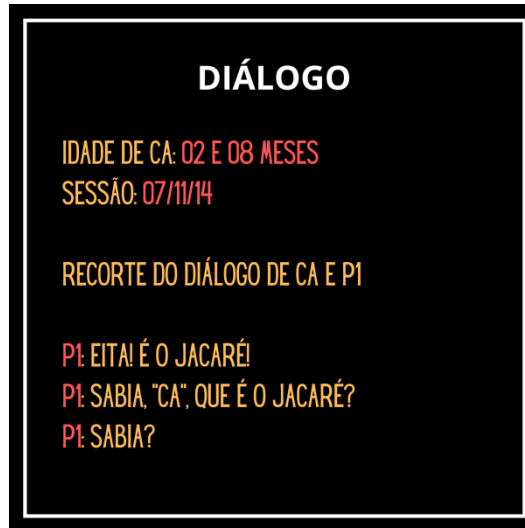 DIÁLOGO
IDADE DE CA: 02 E 08 MESES
SESSÃO: 07/11/14
RECORTE DO DIÁLOGO DE CA E P1
P1: EITA! É O JACARÉ!
P1: SABIA, "CA", QUE É O JACARÉ?
P1: SABIA?